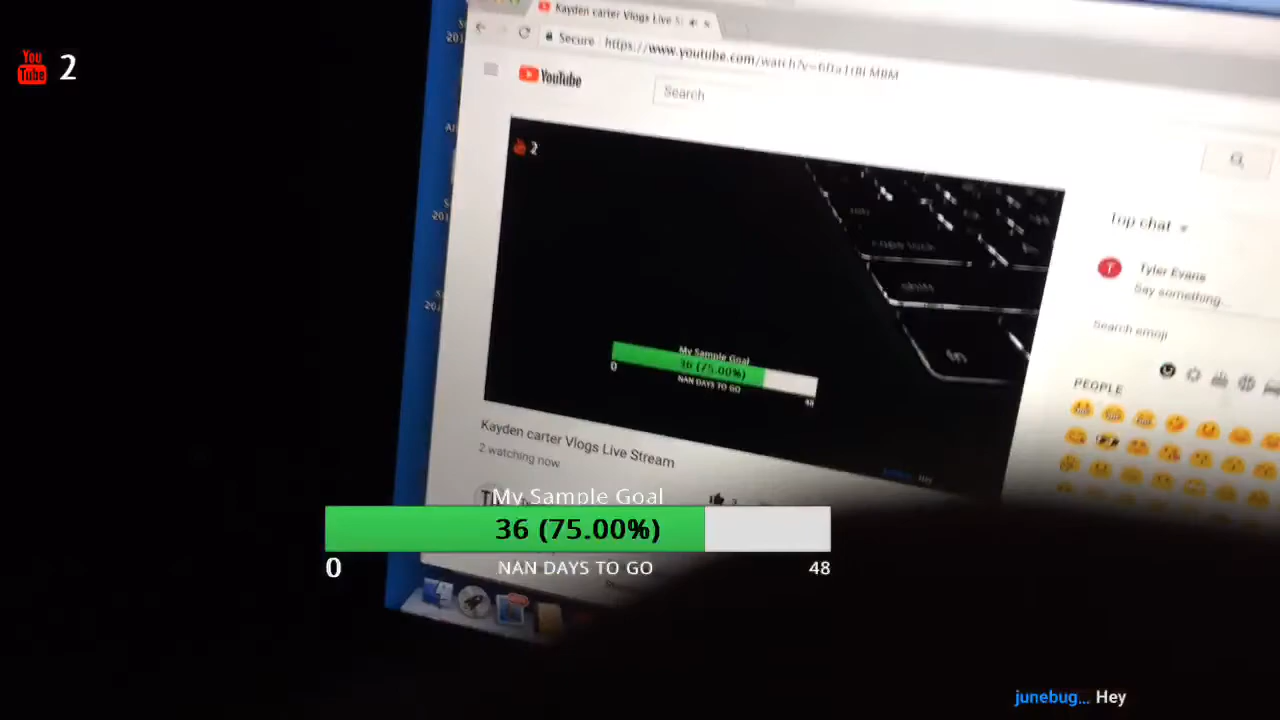 Kayden carter Vlogs Live S
Secure
https://www.youtube.com/watch?v=
You
Tube
2
YouTube
Search
2
Top chat
Tyler Evans
Say something...
Search emoji
PEOPLE
My Sample Goal
36 (75.00%)
0
NAN DAYS TO GO
48
fn
Kayden carter Vlogs Live Stream
2 watching now
My Sample Goal
36 (75.00%)
0
NAN DAYS TO GO
48
junebug... Hey